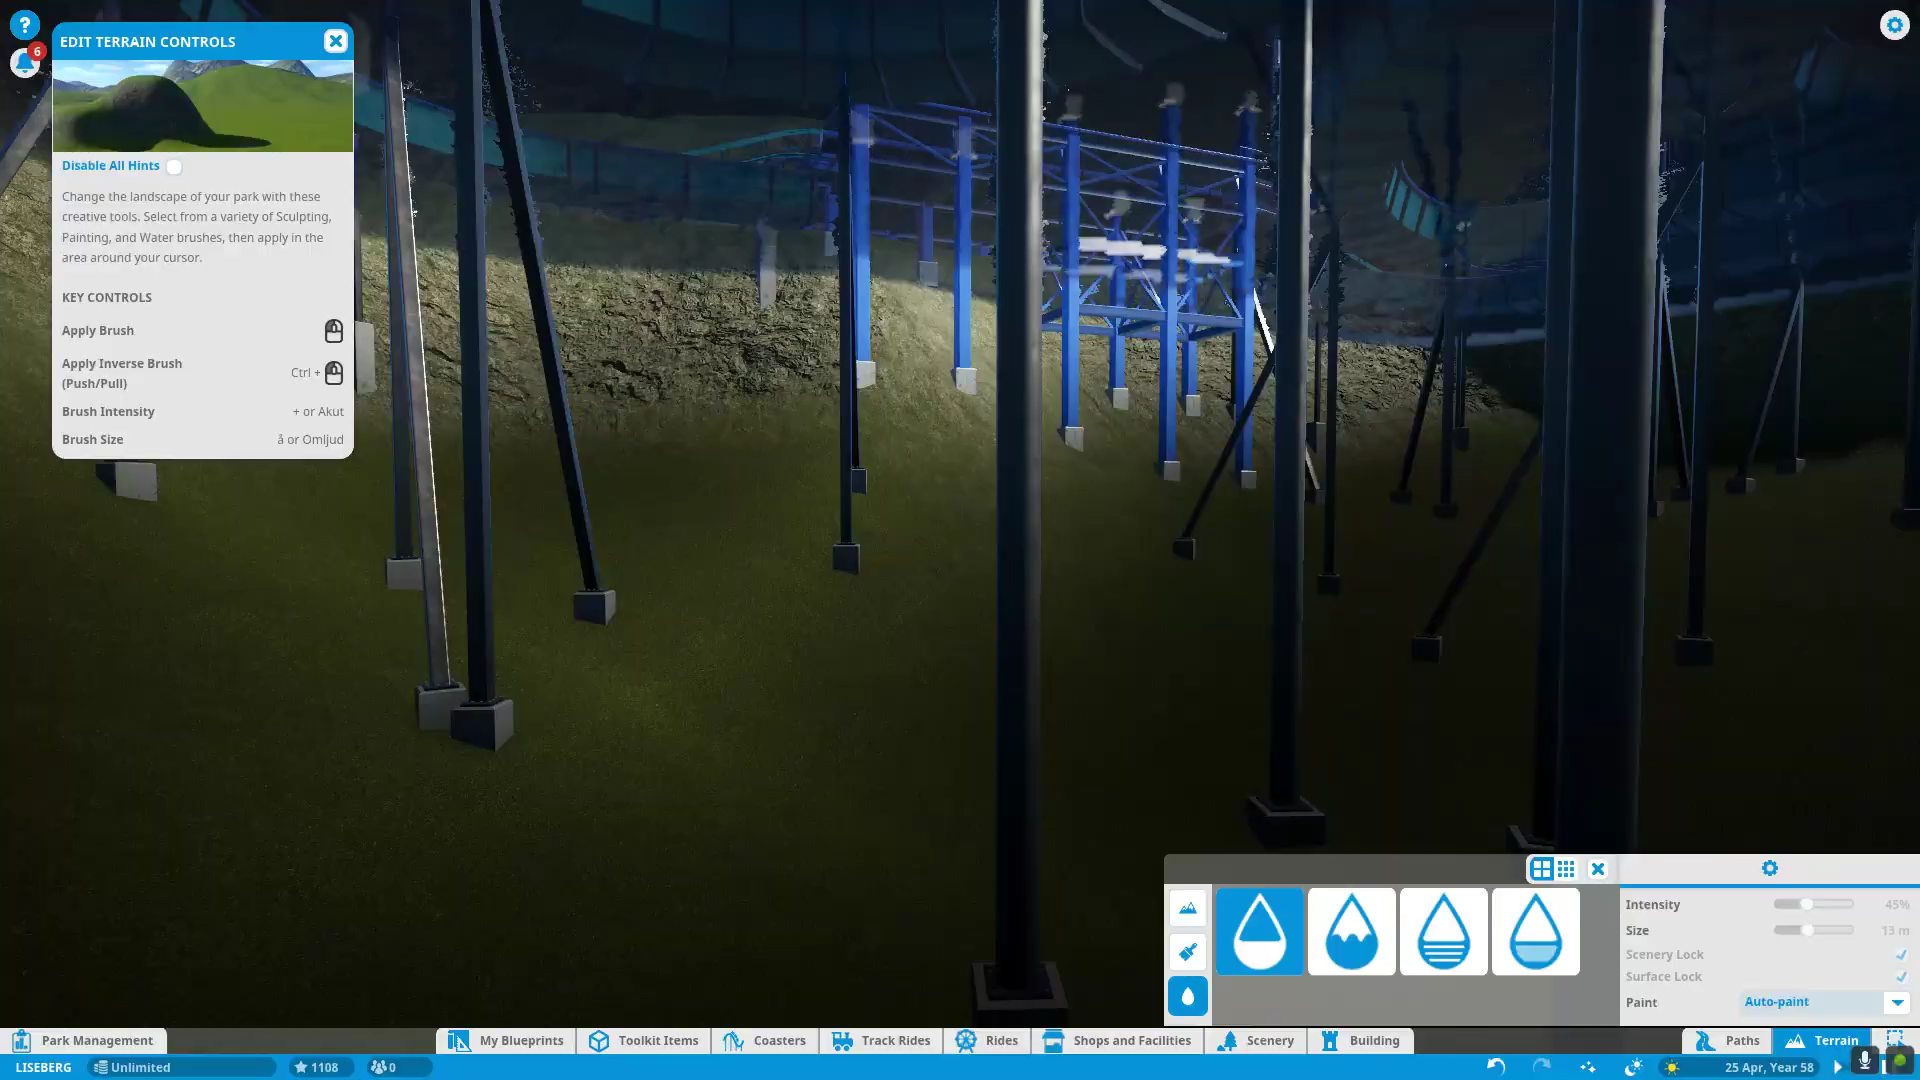 ?
6
EDIT TERRAIN CONTROLS
Disable All Hints
Change the landscape of your park with these
creative tools. Select from a variety of Sculpting,
Painting, and Water brushes, then apply in the
area around your cursor.
KEY CONTROLS
Apply Brush
Apply Inverse Brush
(Push/Pull)
Ctrl +
Brush Intensity
+ or Akut
Brush Size
å or Omljud
Intensity
45%
Size
13 m
Scenery Lock
Surface Lock
Paint
Auto-paint
Park Management
My Blueprints
Toolkit Items
Coasters
Track Rides
Rides
Shops and Facilities
Scenery
Building
Paths
Terrain
LISEBERG
Unlimited
1108
0
25 Apr, Year 58